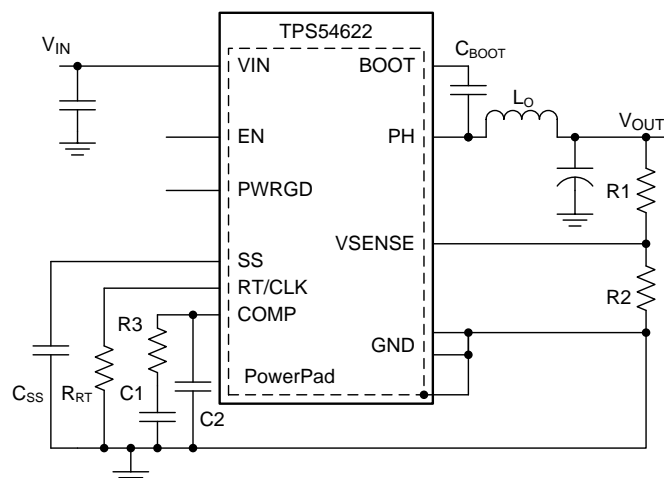 TPS54622
V_IN
VIN
BOOT
C_BOOT
L_O
V_OUT
EN
PH
PWRGD
R1
VSENSE
SS
RT/CLK
R2
COMP
R3
GND
C_SS
R_RT
C1
C2
PowerPad